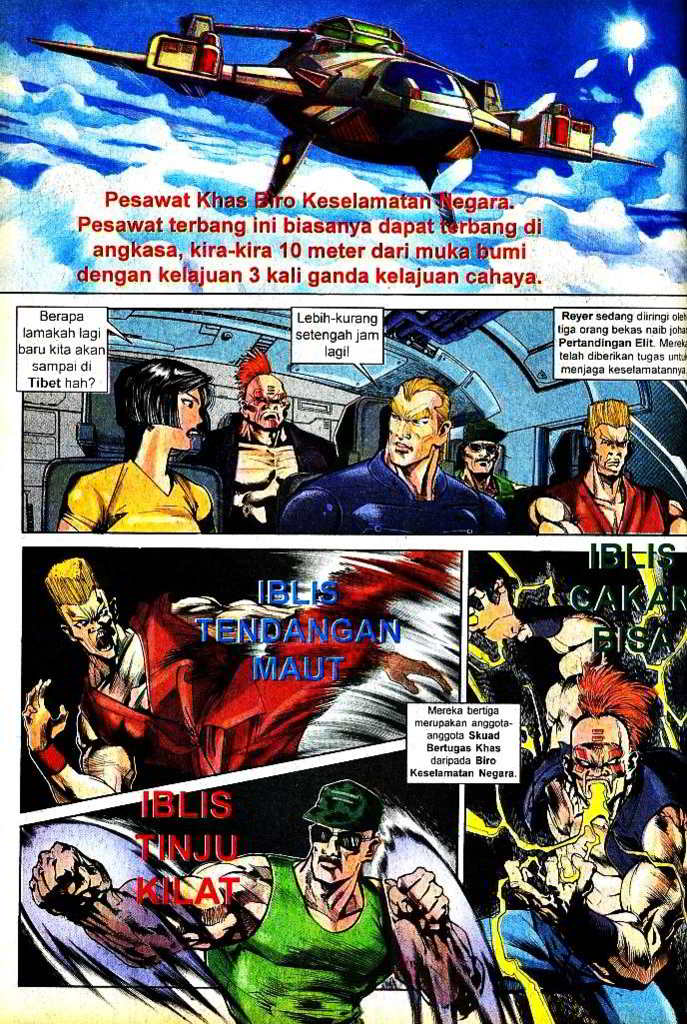 Pesawat Khas Biro Keselamatan Negara.
Pesawat terbang ini biasanya dapat terbang di
angkasa, kira-kira 10 meter dari muka bumi
dengan kelajuan 3 kali ganda kelajuan cahaya.
Berapa
lamakah lagi
baru kita akan
sampai di
Tibet hah?
Lebih-kurang
setengah jam
lagi!
Reyer sedang diiringi oleh
tiga orang bekas naib joha
Pertandingan Elit. Mereka
telah diberikan tugas untu
menjaga keselamatannya
IBLIS
TENDANGAN
MAUT
IBLIS
CAKAR
BISA
Mereka bertiga
merupakan anggota-
anggota Skuad
Bertugas Khas
daripada Biro
Keselamatan Negara.
IBLIS
TINJU
KILAT